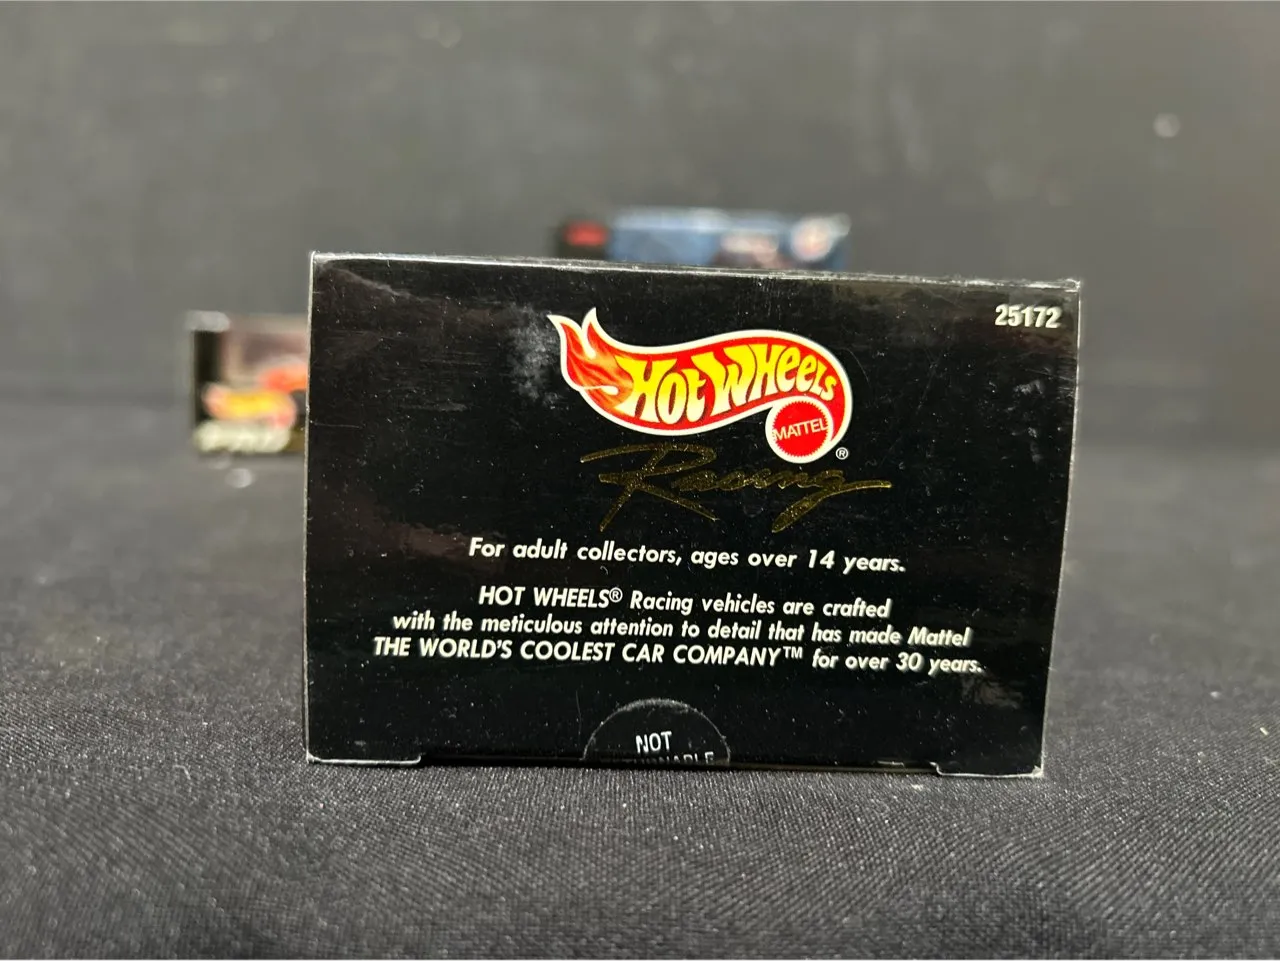 25172
HOT WHEELS
MATTEL
®
Racing
For adult collectors, ages over 14 years.
HOT WHEELS® Racing vehicles are crafted
with the meticulous attention to detail that has made Mattel
THE WORLD'S COOLEST CAR COMPANY™ for over 30 years.
NOT